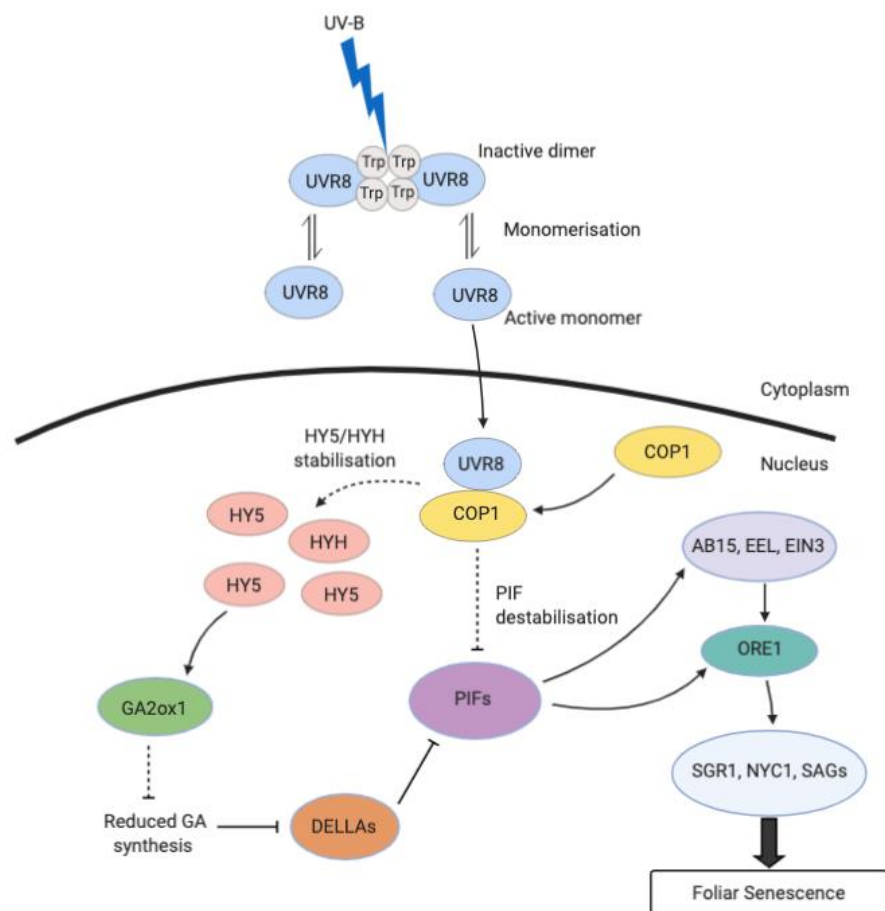 UV-B
Trp Trp
Inactive dimer
UVR8
UVR8
Trp Trp
Monomerisation
UVR8
UVR8
Active monomer
Cytoplasm
HY5/HYH
stabilisation
COP1
Nucleus
UVR8
HY5
COP1
HYH
AB15, EEL, EIN3
HY5
HY5
PIF
destabilisation
ORE1
GA2ox1
PIFs
SGR1, NYC1, SAGs
Reduced GA
synthesis
DELLAs
Foliar Senescence